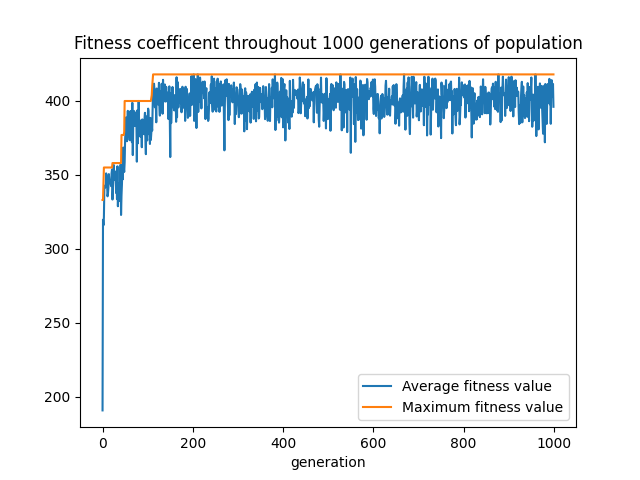 Fitness coefficent throughout 1000 generations of population
400
350
300
250
200
0
200
400
600
800
1000
generation
Average fitness value
Maximum fitness value